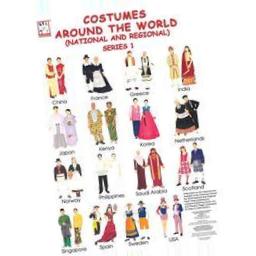 COSTUMES
AROUND THE WORLD
(NATIONAL AND REGIONAL)
SERIES 1
China
France
Greece
India
Japan
Kenya
Korea
Netherlands
Norway
Philippines
Saudi Arabia
Scotland
Singapore
Spain
Sweden
USA